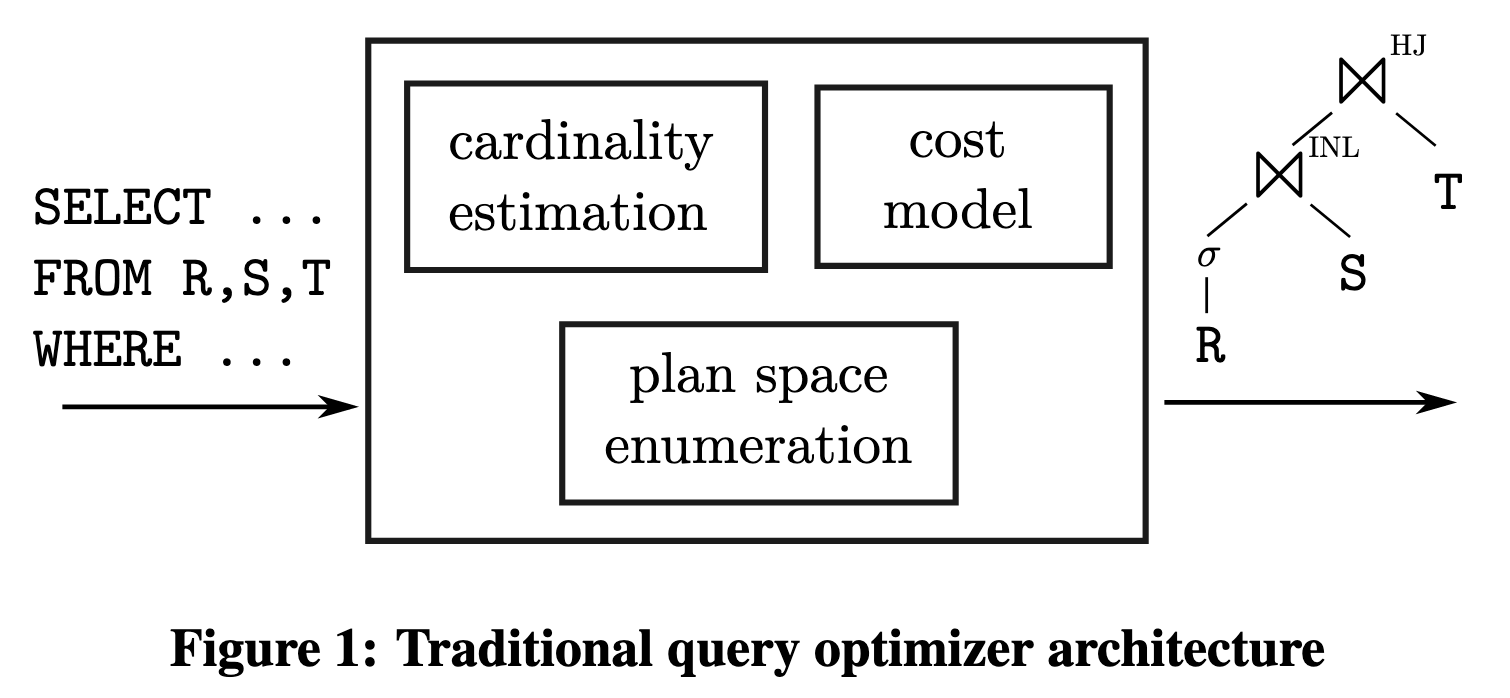 SELECT ...
FROM R,S,T
WHERE ...
cardinality
estimation
cost
model
plan space
enumeration
HJ
INL
T
σ
S
R
Figure 1: Traditional query optimizer architecture